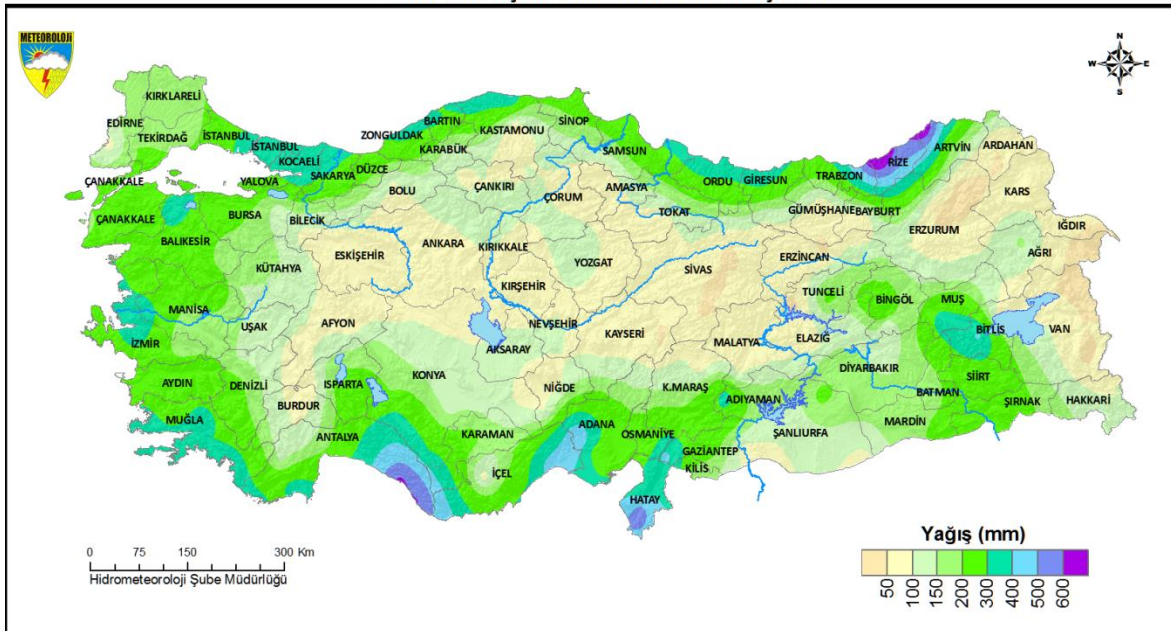 METEOROLOJİ
N
W E
S
KIRKLARELİ
EDİRNE
TEKİRDAĞ
İSTANBUL
İSTANBUL
KOCAELİ
ÇANAKKALE
YALOVA
SAKARYA
DÜZCE
ZONGULDAK
BARTIN
KARABÜK
KASTAMONU
SİNOP
SAMSUN
BOLU
ÇANKIRI
ÇORUM
AMASYA
TOKAT
ORDU
GİRESUN
TRABZON
RİZE
ARTVİN
ARDAHAN
KARS
GÜMÜŞHANE
BAYBURT
ERZURUM
IĞDIR
AĞRI
ÇANAKKALE
BURSA
BİLECİK
BALIKESİR
ESKİŞEHİR
ANKARA
KIRIKKALE
YOZGAT
SİVAS
ERZİNCAN
KÜTAHYA
KIRŞEHİR
TUNCELİ
BİNGÖL
MUŞ
BİTLİS
VAN
MANİSA
UŞAK
AFYON
NEVŞEHİR
KAYSERİ
MALATYA
ELAZIĞ
İZMİR
AKSARAY
DİYARBAKIR
SİİRT
AYDIN
DENİZLİ
ISPARTA
KONYA
NİĞDE
K.MARAŞ
ADIYAMAN
BATMAN
ŞIRNAK
HAKKARİ
BURDUR
MUĞLA
ANTALYA
KARAMAN
ADANA
OSMANİYE
ŞANLIURFA
MARDİN
GAZİANTEP
KİLİS
İÇEL
HATAY
0 75 150 300 Km
Hidrometeoroloji Şube Müdürlüğü
Yağış (mm)
50 100 150 200 300 400 500 600